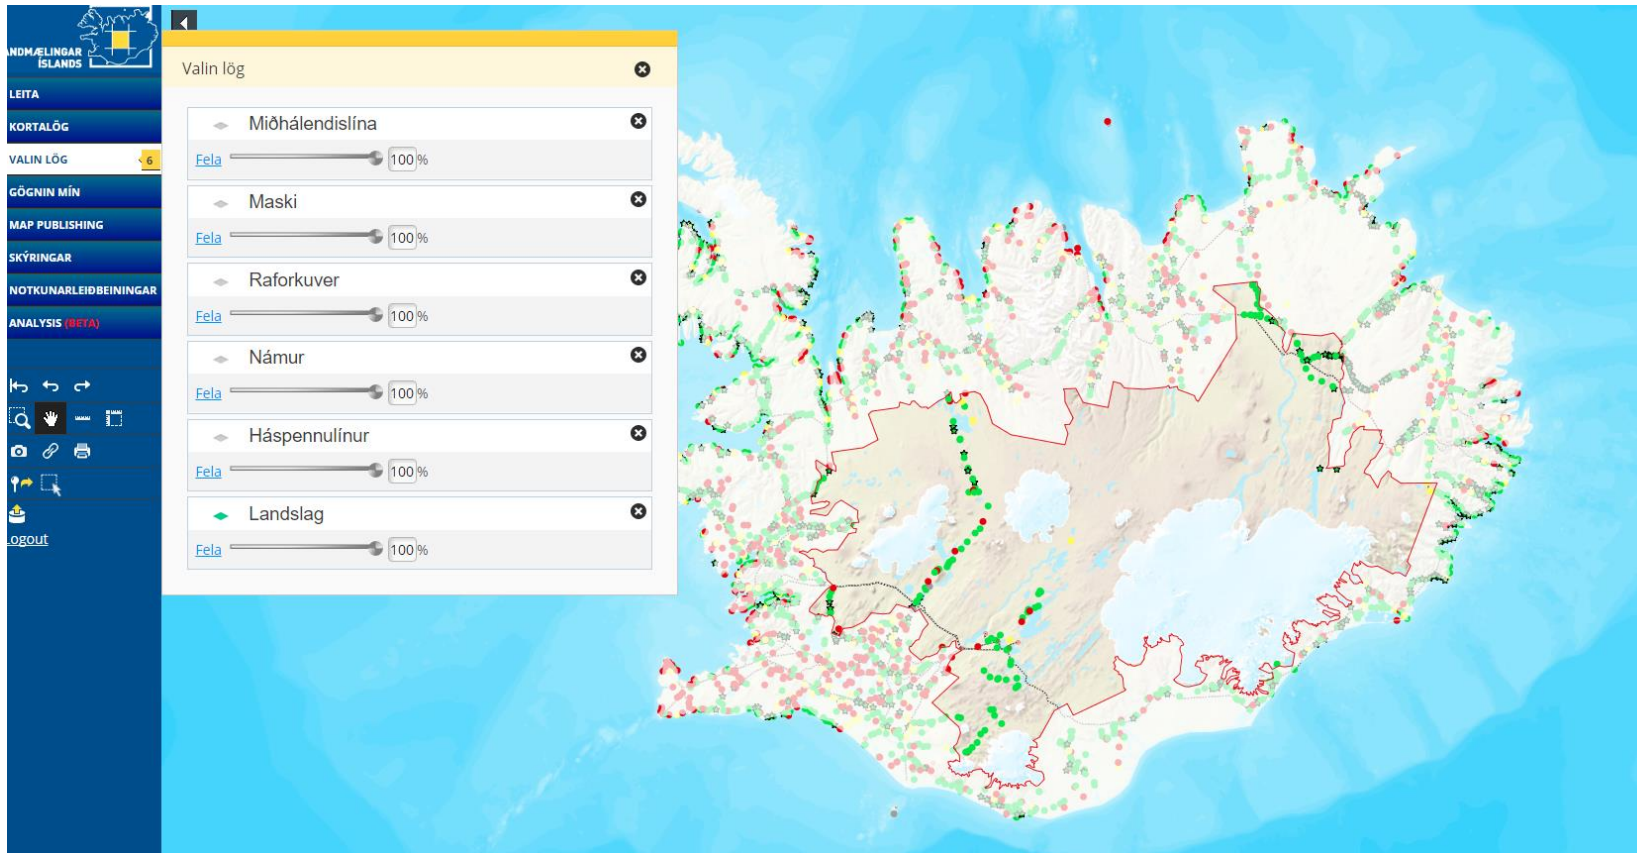 ANDMÆLINGAR
ÍSLANDS
LEITA
KORTALÖG
VALIN LÖG
6
GÖGNIN MÍN
MAP PUBLISHING
SKÝRINGAR
NOTKUNARLEIÐBEININGAR
ANALYSIS (BETA)
ogout
Valin lög
Miðhálendislína
Fela 100 %
Maski
Fela 100 %
Raforkuver
Fela 100 %
Námur
Fela 100 %
Háspennulínur
Fela 100 %
Landslag
Fela 100 %